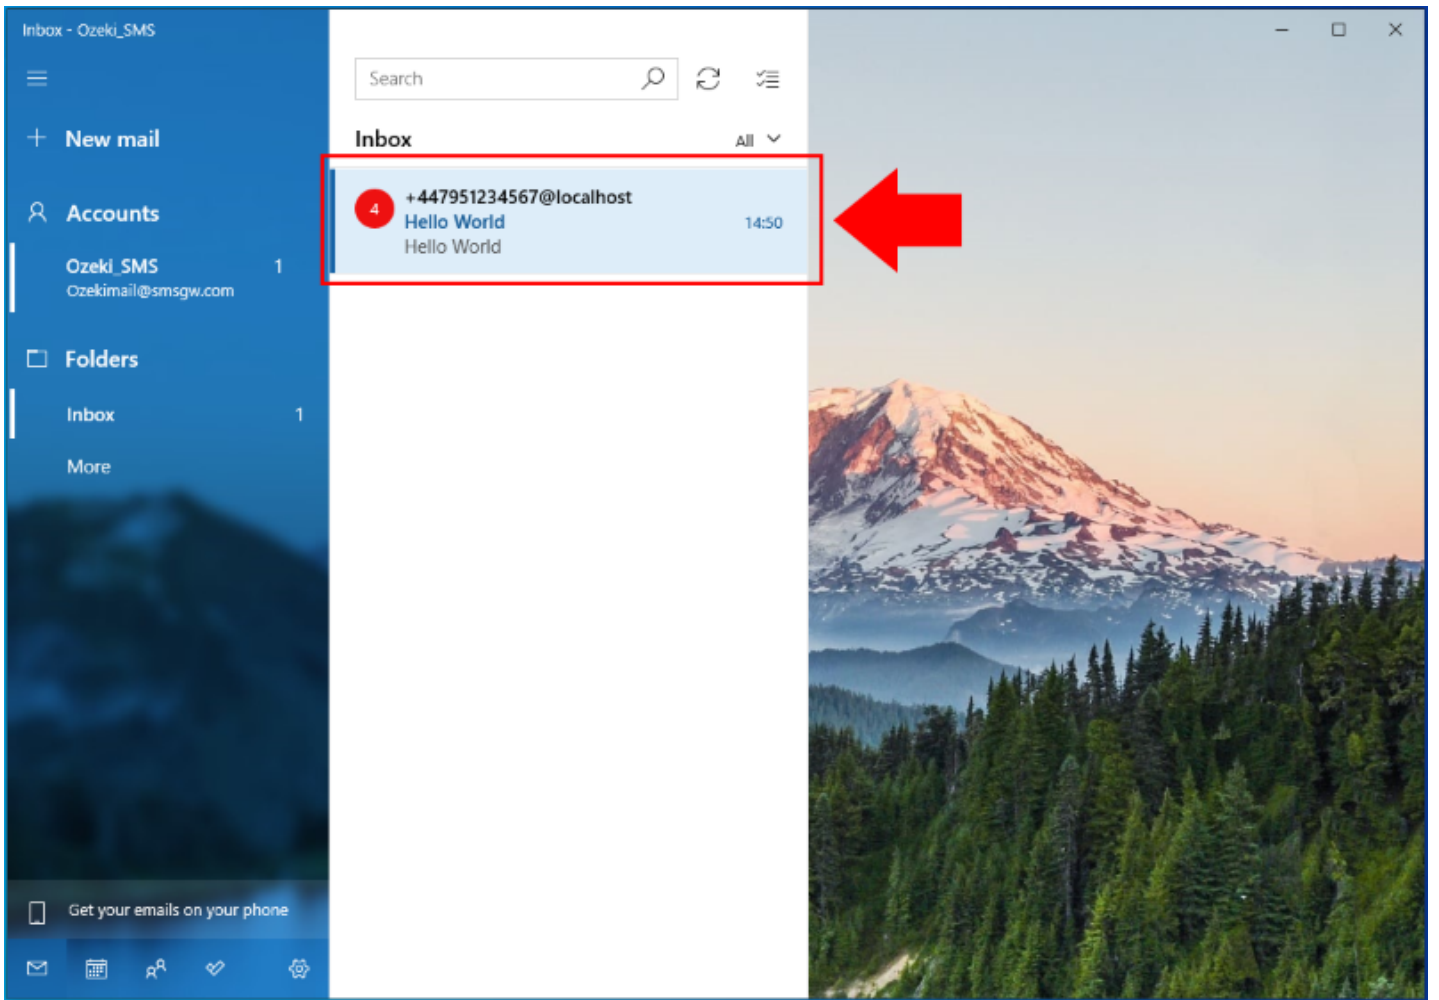 Inbox - Ozeki_SMS
New mail
Accounts
Ozeki_SMS 1
Ozekimail@smsgw.com
Folders
Inbox 1
More
Get your emails on your phone
Search
Inbox All
4
+447951234567@localhost
Hello World 14:50
Hello World